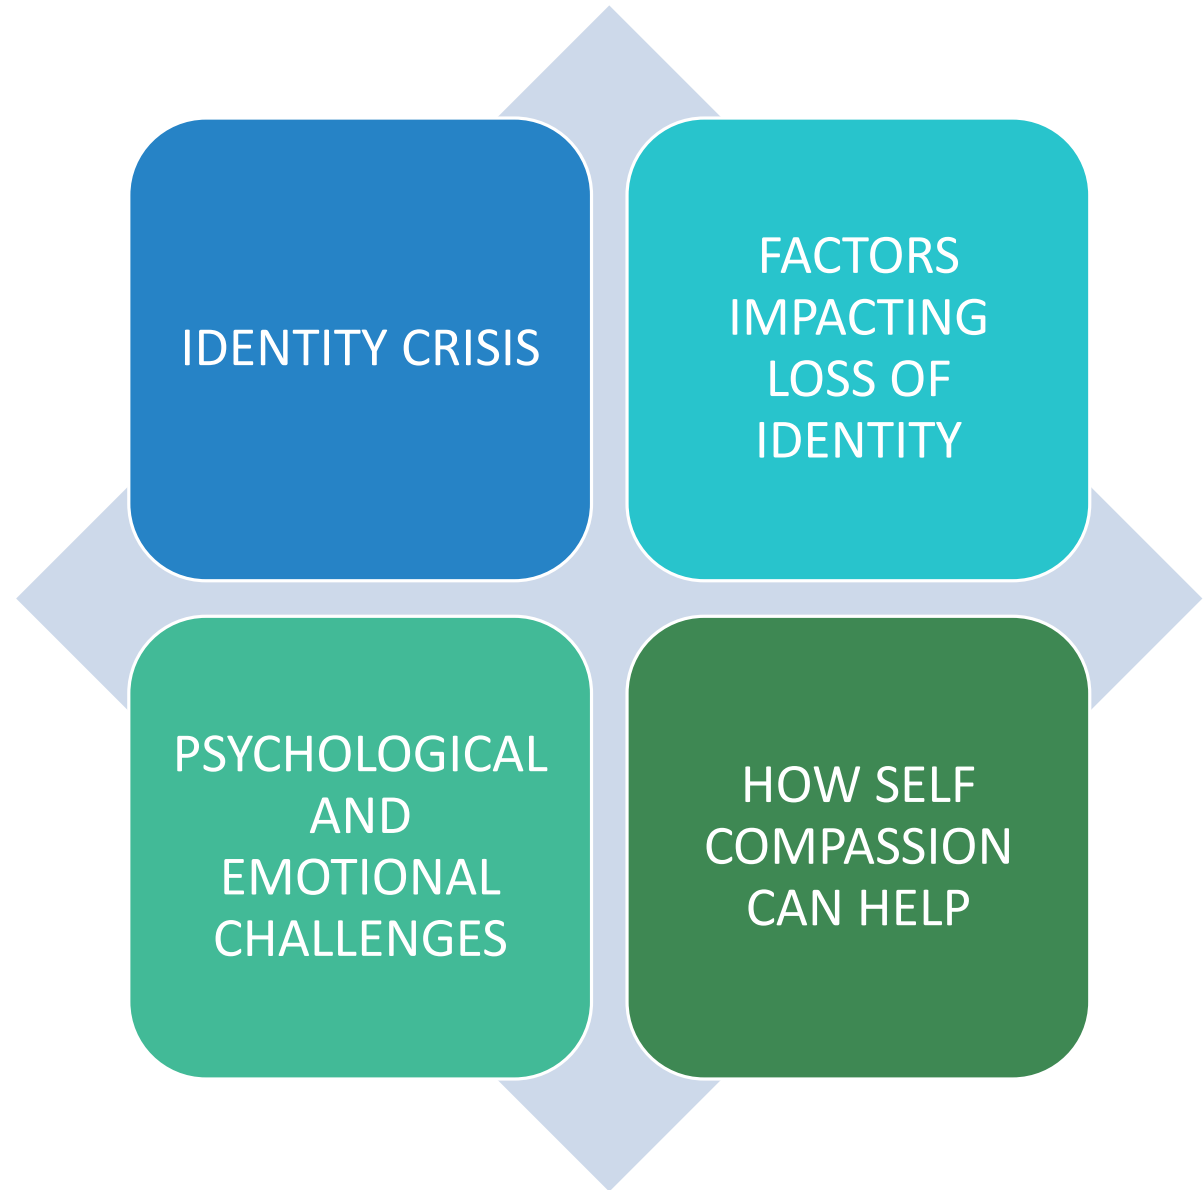 IDENTITY CRISIS
FACTORS
IMPACTING
LOSS OF
IDENTITY
PSYCHOLOGICAL
AND
EMOTIONAL
CHALLENGES
HOW SELF
COMPASSION
CAN HELP